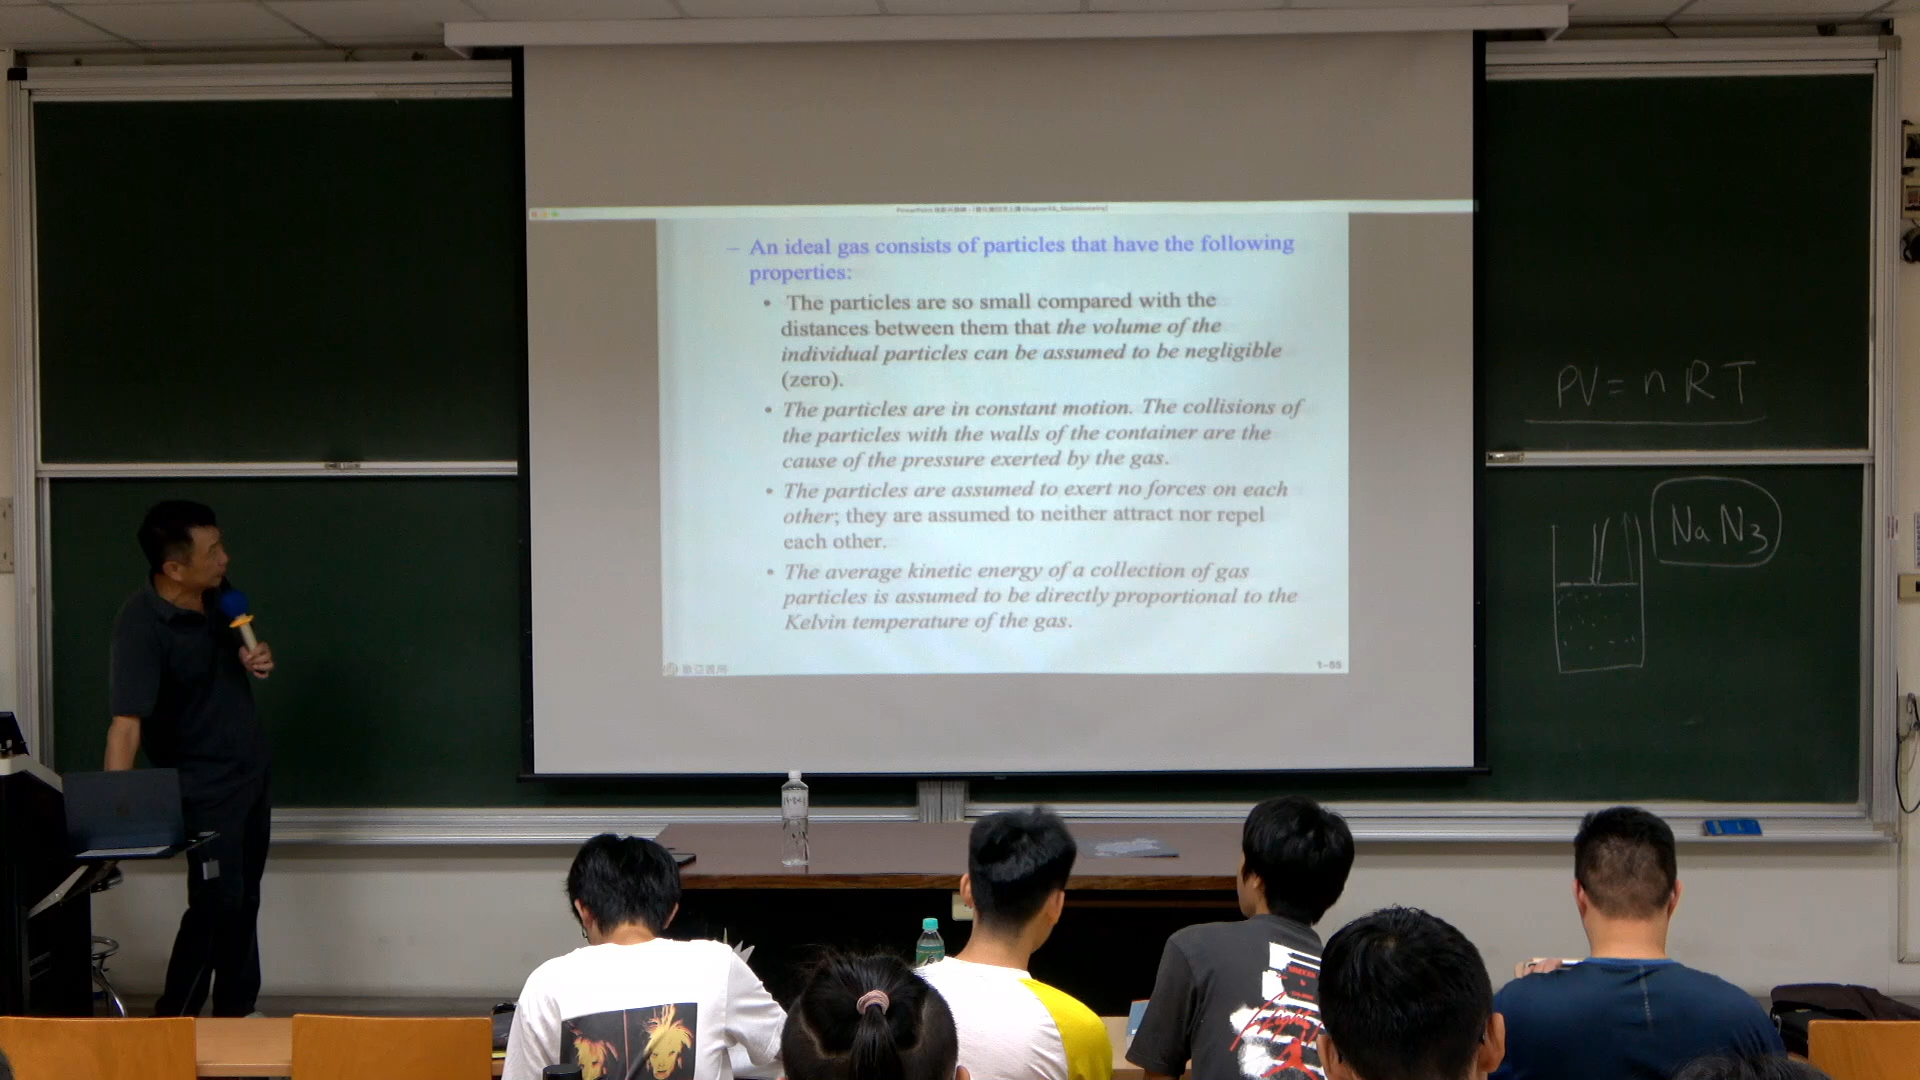 – An ideal gas consists of particles that have the following
properties:
• The particles are so small compared with the
distances between them that the volume of the
individual particles can be assumed to be negligible
(zero).
• The particles are in constant motion. The collisions of
the particles with the walls of the container are the
cause of the pressure exerted by the gas.
• The particles are assumed to exert no forces on each
other; they are assumed to neither attract nor repel
each other.
• The average kinetic energy of a collection of gas
particles is assumed to be directly proportional to the
Kelvin temperature of the gas.
1-55
PV = nRT
NaN3